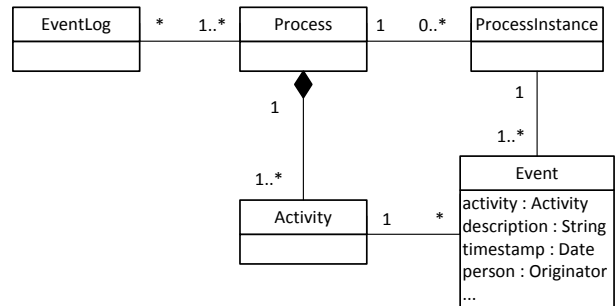 EventLog * 1..* Process 1 0..* ProcessInstance
1 1
1..*
1..* Event
Activity 1 * activity : Activity
description : String
timestamp : Date
person : Originator
...